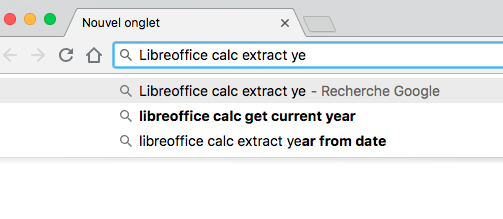 Nouvel onglet
Libreoffice calc extract ye
Libreoffice calc extract ye - Recherche Google
libreoffice calc get current year
libreoffice calc extract year from date